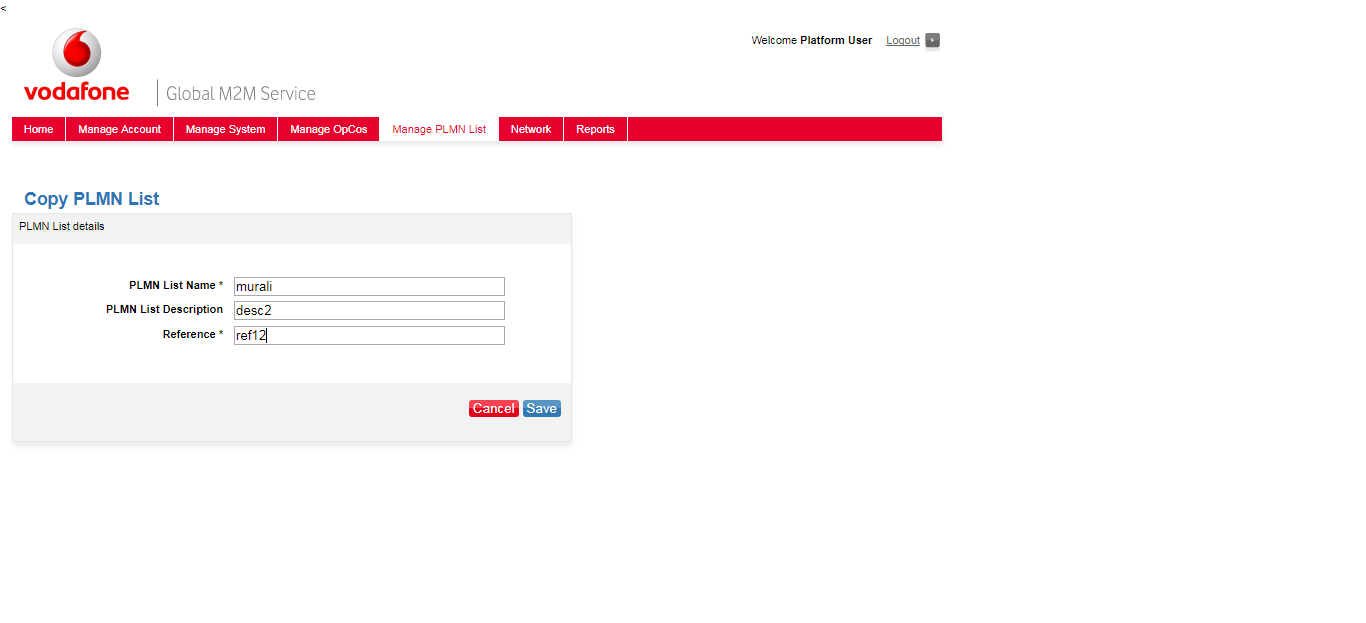 <
Welcome Platform User Logout
vodafone Global M2M Service
Home Manage Account Manage System Manage OpCos Manage PLMN List Network Reports
Copy PLMN List
PLMN List details
PLMN List Name * murali
PLMN List Description desc2
Reference * ref12
Cancel Save